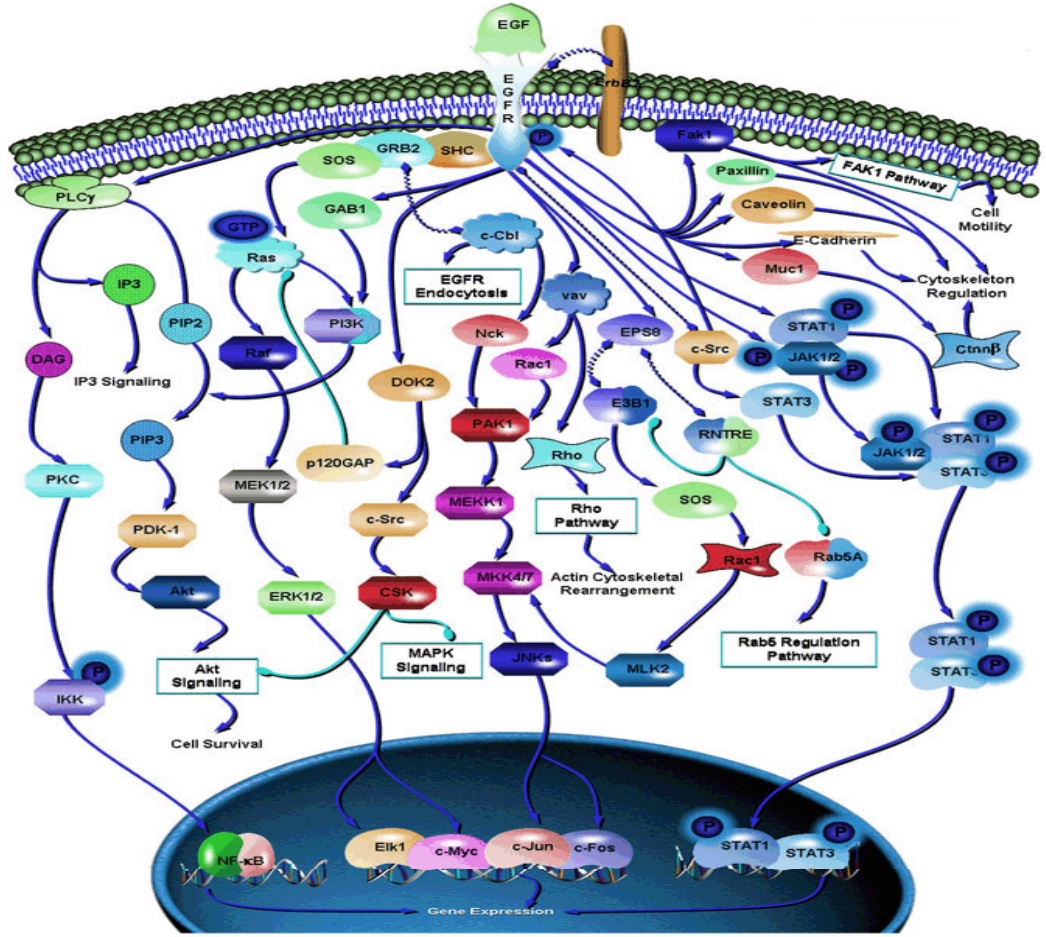 EGF
E
G
F
R
ErbB2
P
Fak1
GRB2
SHC
SOS
Paxillin
FAK1 Pathway
PLCγ
Caveolin
Cell
Motility
GAB1
GTP
c-Cbl
E-Cadherin
Ras
Muc1
Cytoskeleton
Regulation
IP3
EGFR
Endocytosis
vav
P
PIP2
PI3K
STAT1
EPS8
Nck
c-Src
P
JAK1/2
P
Ctnnβ
Raf
DAG
Rac1
IP3 Signaling
DOK2
E3B1
STAT3
P
P
PIP3
PAK1
RNTRE
STAT1
JAK1/2
Rho
P
p120GAP
STAT3
PKC
MEK1/2
MEKK1
SOS
c-Src
Rho
Pathway
PDK-1
Rac1
Rab5A
MKK4/7
Actin Cytoskeletal
Rearrangement
Akt
ERK1/2
CSK
P
STAT1
Rab5 Regulation
Pathway
MAPK
Signaling
JNKs
P
MLK2
STAT3
P
Akt
Signaling
IKK
Cell Survival
P
P
Elk1
c-Myc
c-Jun
c-Fos
STAT1
STAT3
NF-κB
Gene Expression